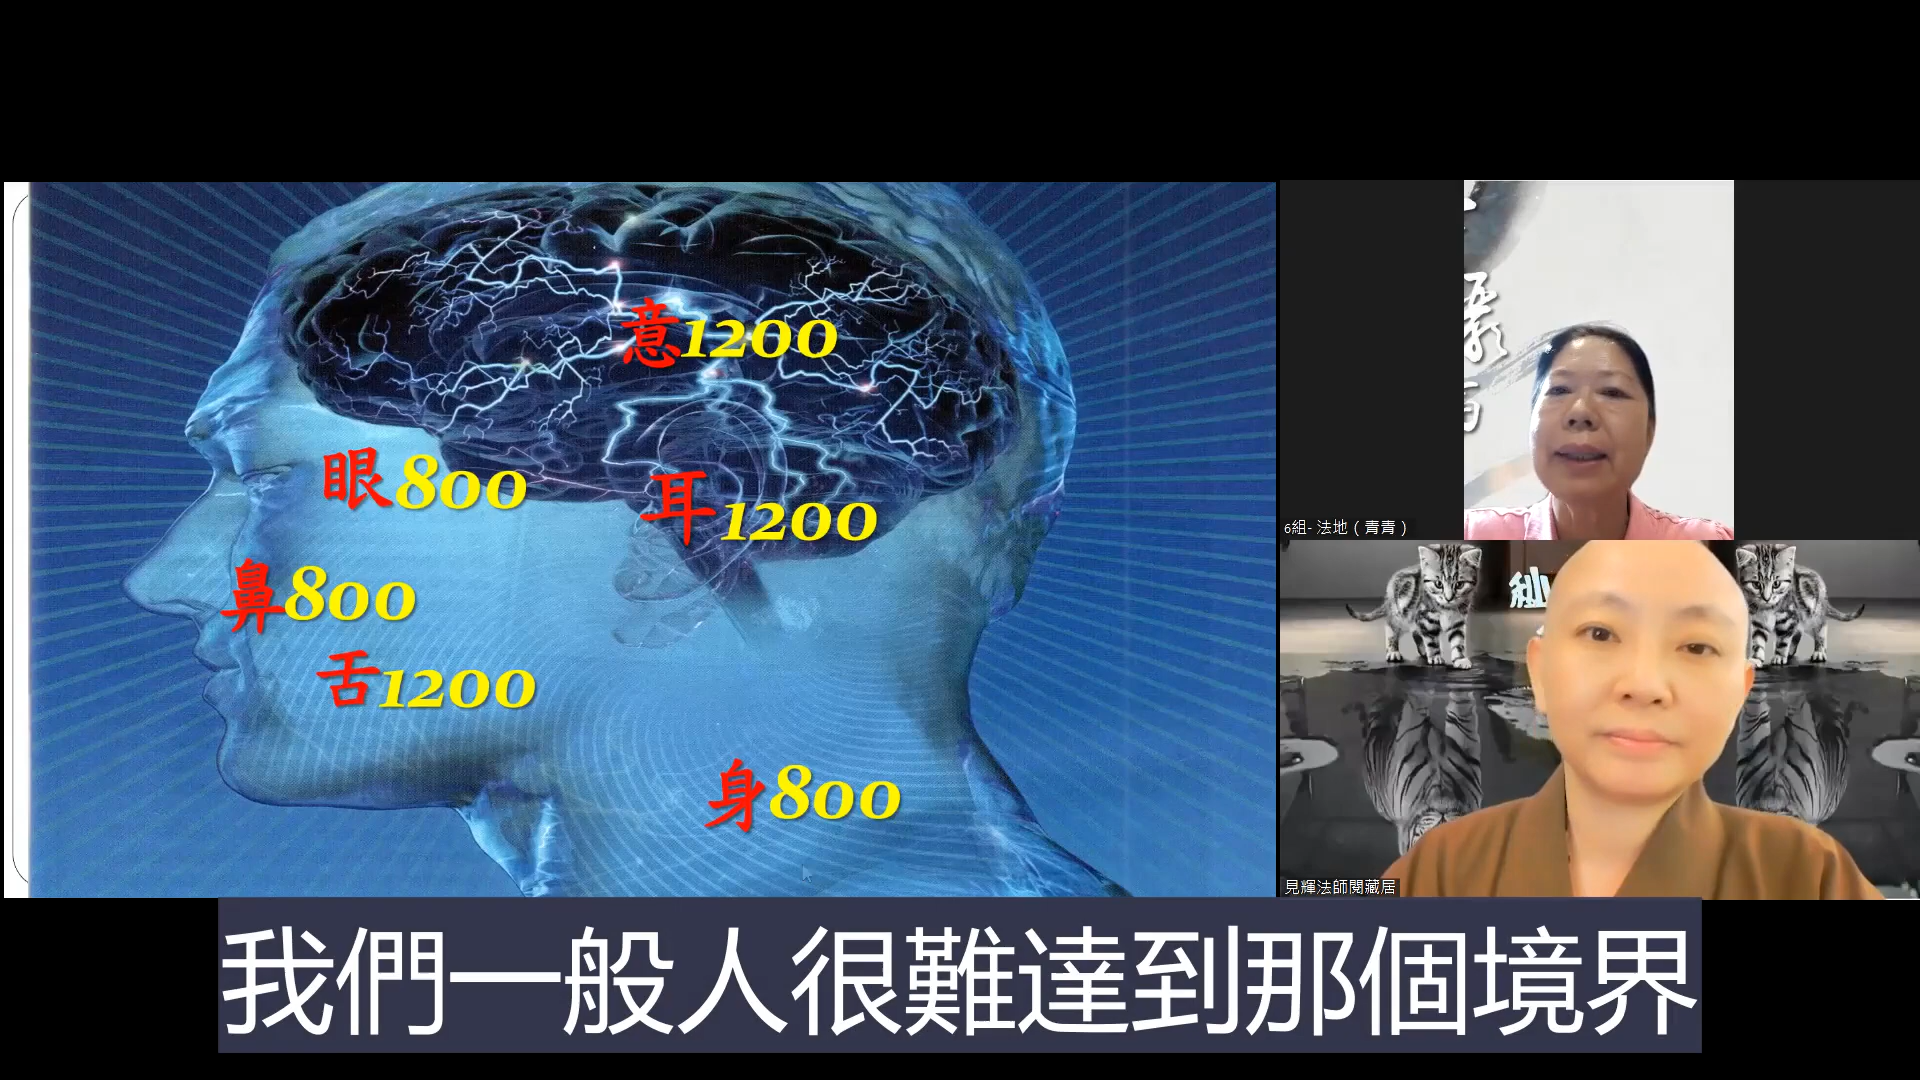 意1200
眼800
耳1200
鼻800
舌1200
身800
6組- 法地（青青）
見輝法師閱藏居
我們一般人很難達到那個境界